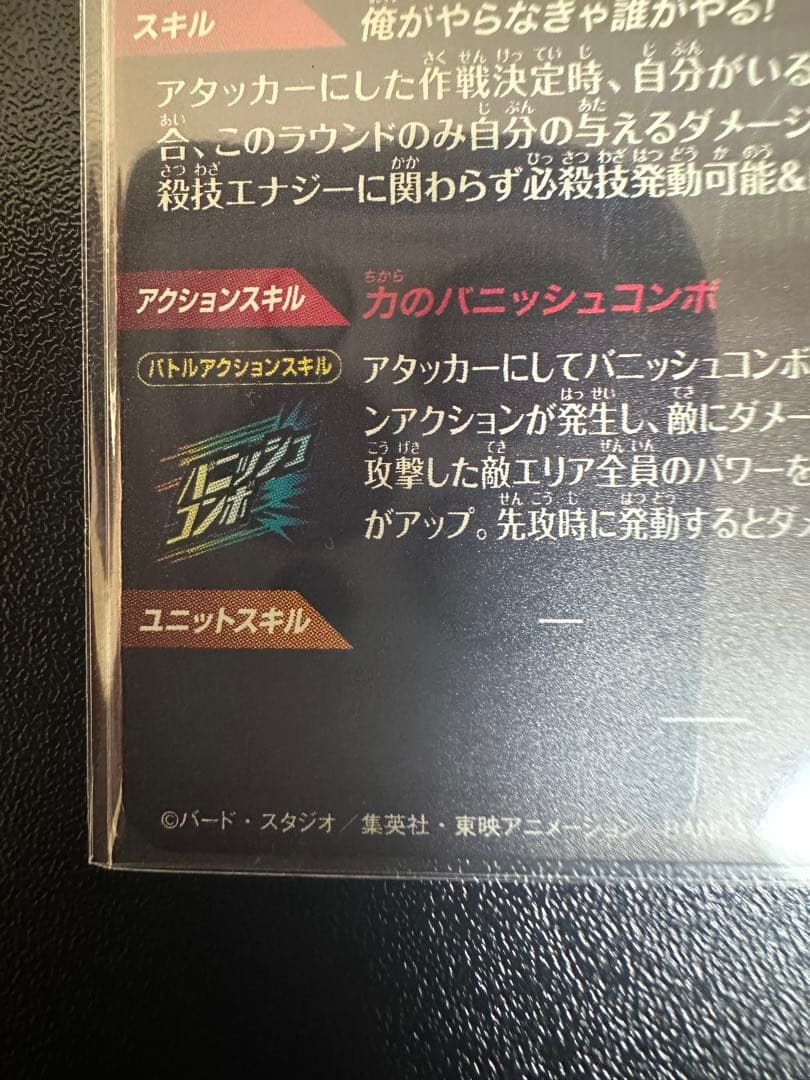 スキル
俺がやらなきゃ誰がやる!
アタッカーにした作戦決定時、自分がいる
合、このラウンドのみ自分の与えるダメージ
殺技エナジーに関わらず必殺技発動可能&
アクションスキル
力のバニッシュコンボ
バトルアクションスキル
アタッカーにしてバニッシュコンボ
バニッシュ
コンボ
ンアクションが発生し、敵にダメー
攻撃した敵エリア全員のパワーを
がアップ。先攻時に発動するとダ
ユニットスキル
ー
©バード・スタジオ/集英社・東映アニメーション BAN